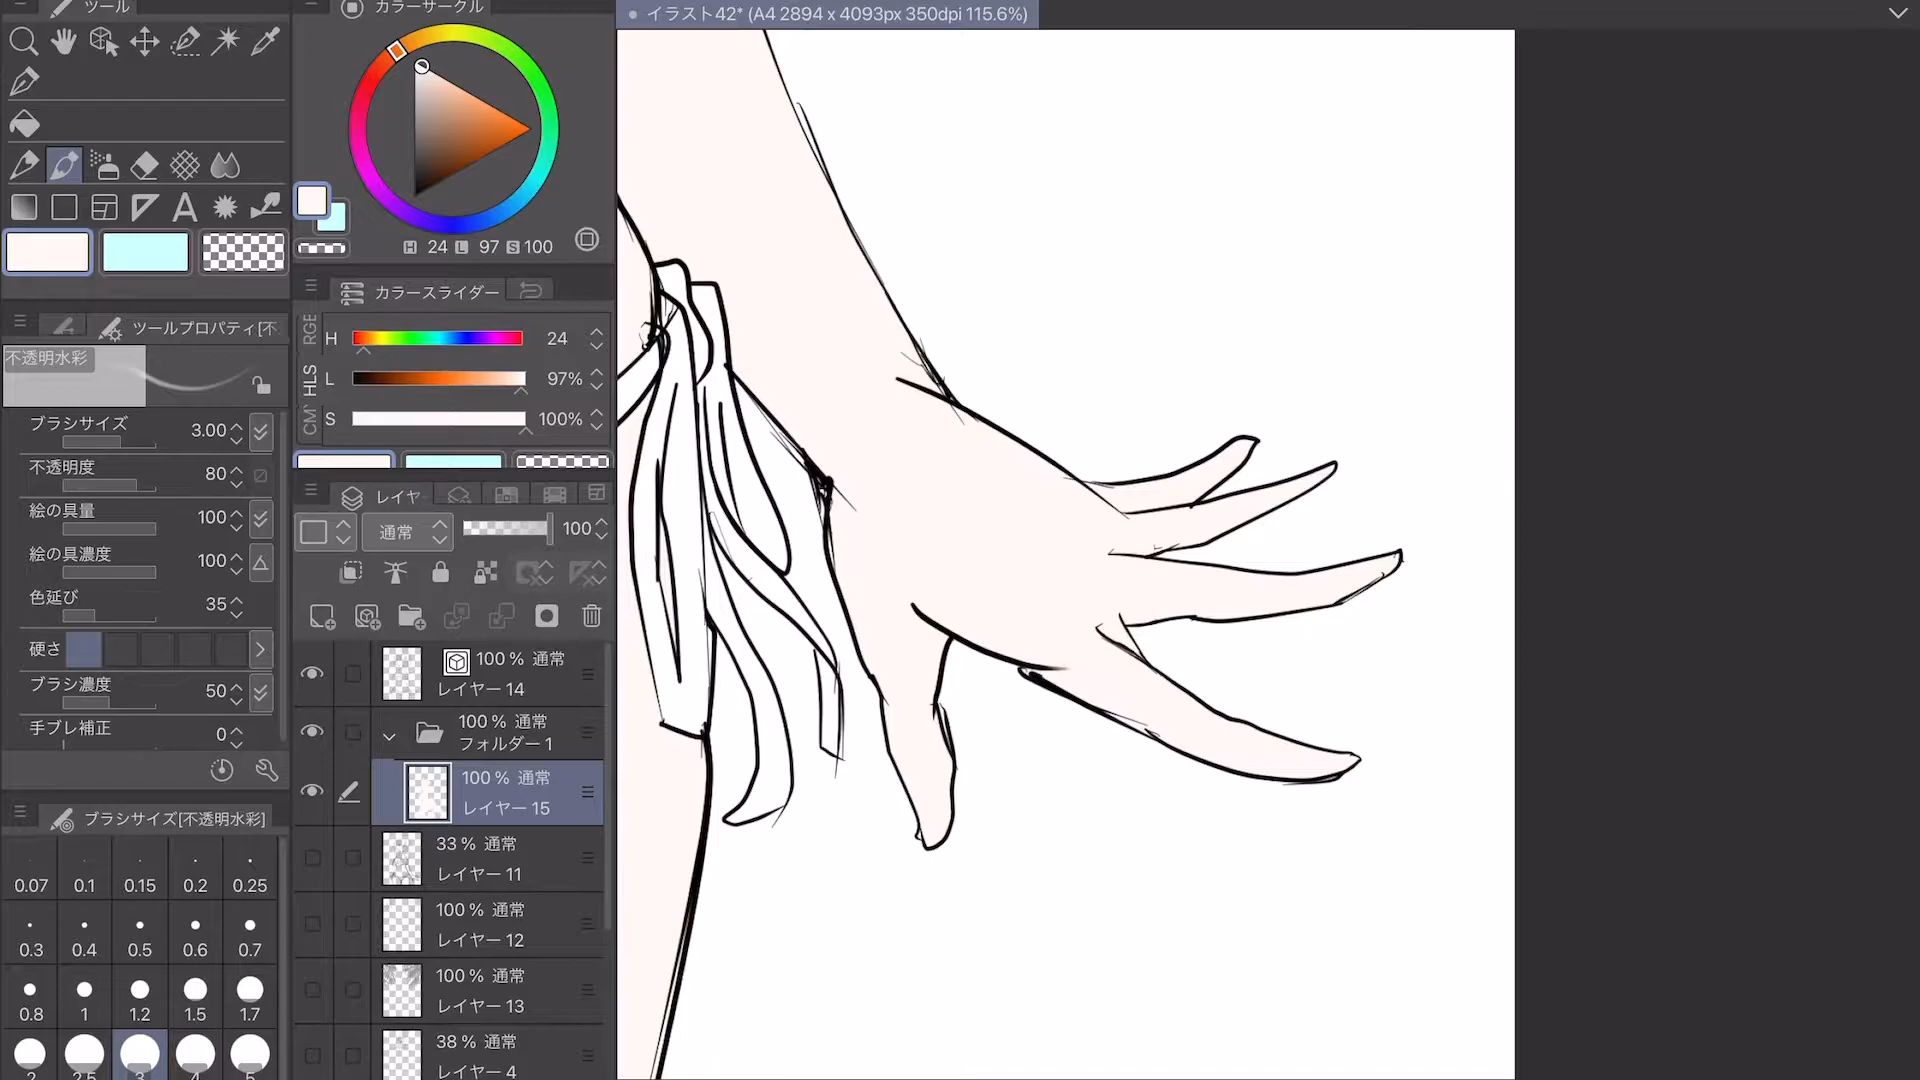 ツール
カラーサークル
イラスト42* (A4 2894 x 4093px 350dpi 115.6%)
H 24 L 97 S 100
カラースライダー
RGE
HLS
CM
H 24
L 97%
S 100%
ツールプロパティ[不
不透明水彩
ブラシサイズ 3.00
不透明度 80
絵の具量 100
絵の具濃度 100
色延び 35
硬さ
ブラシ濃度 50
手ブレ補正 0
ブラシサイズ[不透明水彩]
0.07 0.1 0.15 0.2 0.25
0.3 0.4 0.5 0.6 0.7
0.8 1 1.2 1.5 1.7
2 2.5 3 4 5
レイヤ
通常 100
100 % 通常
レイヤー 14
100 % 通常
フォルダー 1
100 % 通常
レイヤー 15
33 % 通常
レイヤー 11
100 % 通常
レイヤー 12
100 % 通常
レイヤー 13
38 % 通常
レイヤー 4